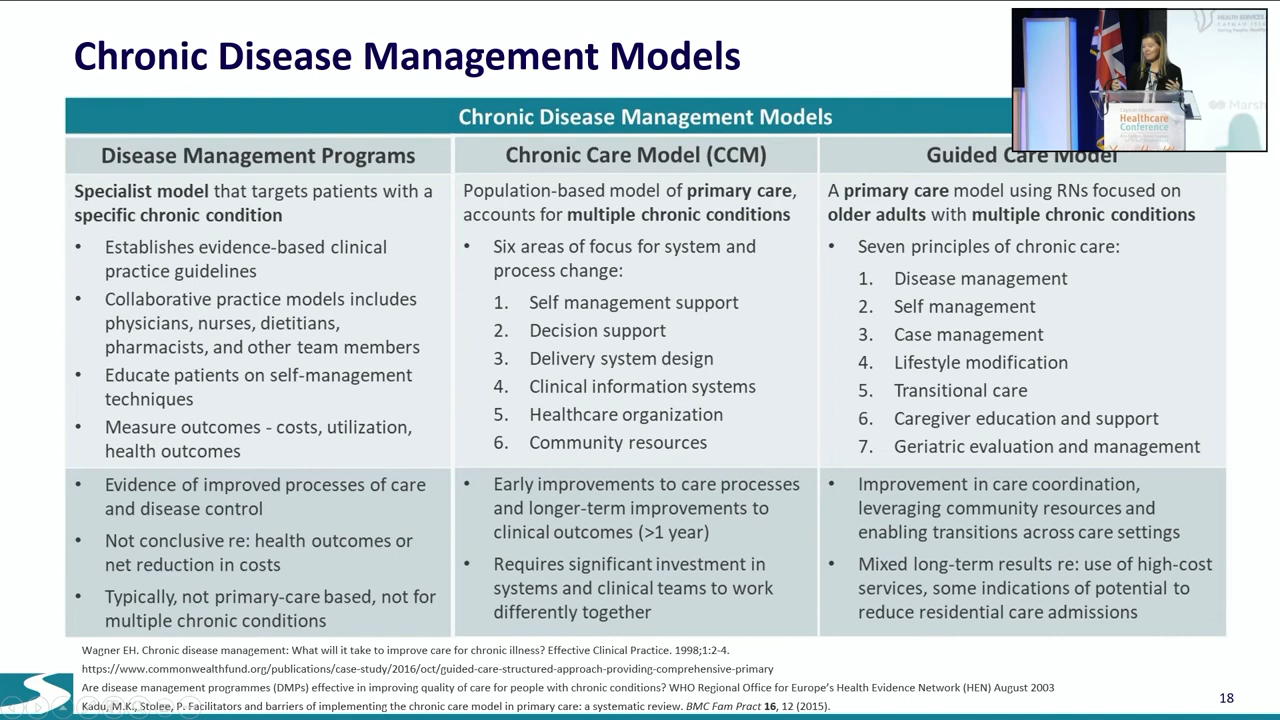 Chronic Disease Management Models
HEALTH SERVICES
Marsh
Healthcare
Conference
Chronic Disease Management Models
Disease Management Programs
Chronic Care Model (CCM)
Guided Care Model
Specialist model that targets patients with a
specific chronic condition
• Establishes evidence-based clinical
practice guidelines
• Collaborative practice models includes
physicians, nurses, dietitians,
pharmacists, and other team members
• Educate patients on self-management
techniques
• Measure outcomes - costs, utilization,
health outcomes
Population-based model of primary care,
accounts for multiple chronic conditions
• Six areas of focus for system and
process change:
1. Self management support
2. Decision support
3. Delivery system design
4. Clinical information systems
5. Healthcare organization
6. Community resources
A primary care model using RNs focused on
older adults with multiple chronic conditions
• Seven principles of chronic care:
1. Disease management
2. Self management
3. Case management
4. Lifestyle modification
5. Transitional care
6. Caregiver education and support
7. Geriatric evaluation and management
• Evidence of improved processes of care
and disease control
• Not conclusive re: health outcomes or
net reduction in costs
• Typically, not primary-care based, not for
multiple chronic conditions
• Early improvements to care processes
and longer-term improvements to
clinical outcomes (>1 year)
• Requires significant investment in
systems and clinical teams to work
differently together
• Improvement in care coordination,
leveraging community resources and
enabling transitions across care settings
• Mixed long-term results re: use of high-cost
services, some indications of potential to
reduce residential care admissions
Wagner EH. Chronic disease management: What will it take to improve care for chronic illness? Effective Clinical Practice. 1998;1:2-4.
https://www.commonwealthfund.org/publications/case-study/2016/oct/guided-care-structured-approach-providing-comprehensive-primary
Are disease management programmes (DMPs) effective in improving quality of care for people with chronic conditions? WHO Regional Office for Europe's Health Evidence Network (HEN) August 2003
Kadu, M.K., Stolee, P. Facilitators and barriers of implementing the chronic care model in primary care: a systematic review. BMC Fam Pract 16, 12 (2015).
18